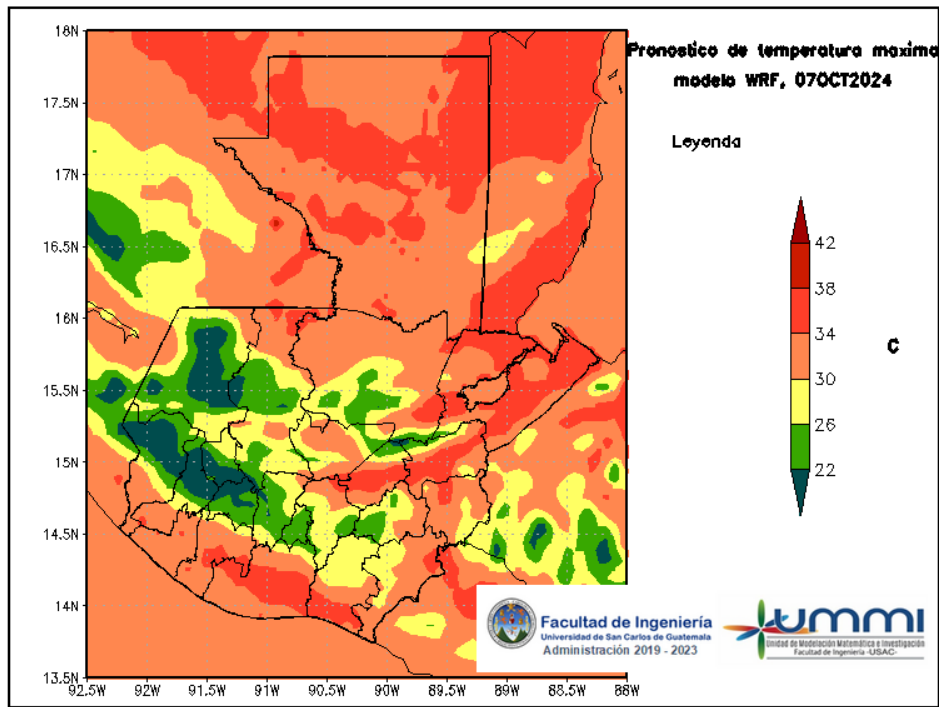 Pronostico de temperatura maxima
modelo WRF, 07OCT2024
Leyenda
42
38
34
30
26
22
C
18N
17.5N
17N
16.5N
16N
15.5N
15N
14.5N
14N
13.5N
92.5W
92W
91.5W
91W
90.5W
90W
89.5W
89W
88.5W
88W
Facultad de Ingeniería
Universidad de San Carlos de Guatemala
Administración 2019 - 2023
UMMI
Unidad de Modelación Matemática e Investigación
Facultad de Ingeniería -USAC-